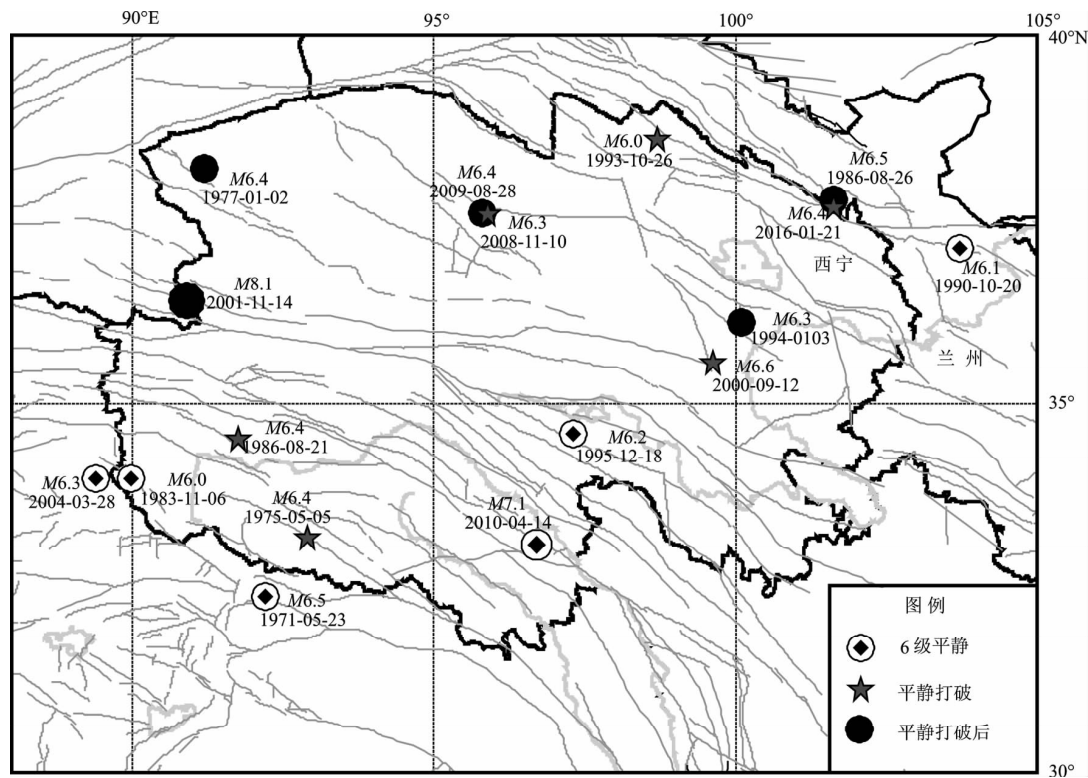 90°E
95°
100°
105°
40°N
M6.0
1993-10-26
M6.5
1986-08-26
M6.4
1977-01-02
M6.4
2009-08-28
M6.3
2008-11-10
M6.4
2016-01-21
西宁
M6.1
1990-10-20
M8.1
2001-11-14
M6.3
1994-0103
兰州
M6.6
2000-09-12
35°
M6.4
1986-08-21
M6.2
1995-12-18
M6.3
2004-03-28
M6.0
1983-11-06
M6.4
1975-05-05
M7.1
2010-04-14
M6.5
1971-05-23
图例
6级平静
平静打破
平静打破后
30°